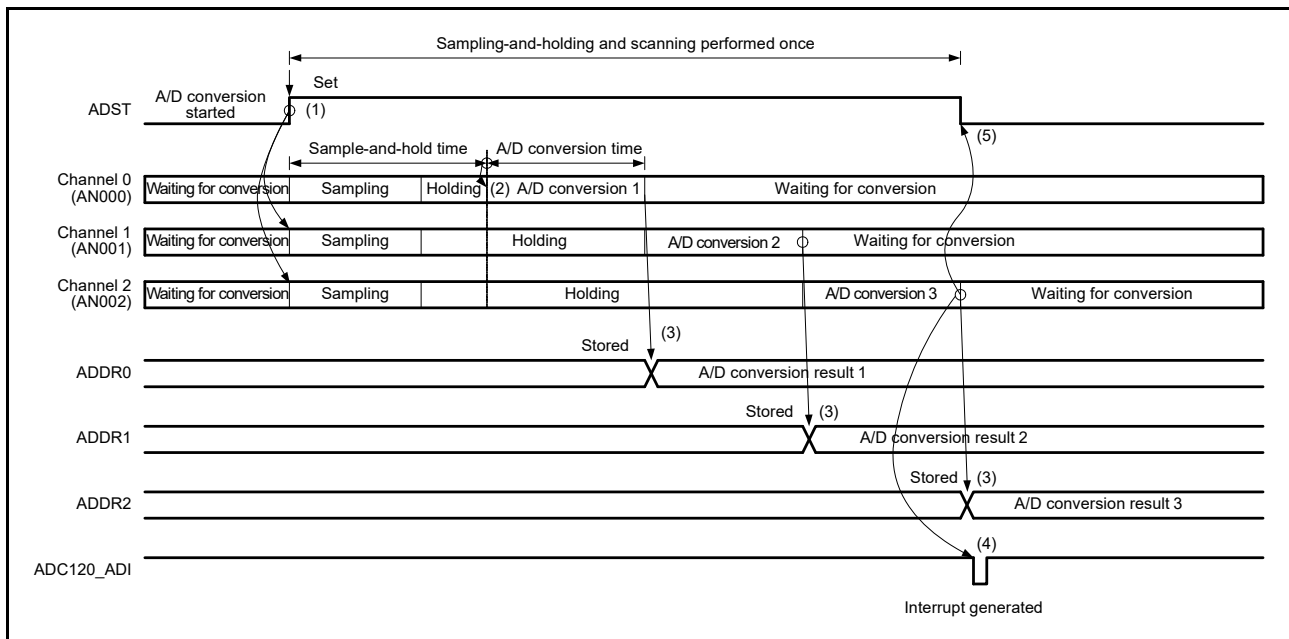 Sampling-and-holding and scanning performed once
Set
ADST
A/D conversion
started
(1)
(5)
Sample-and-hold time
A/D conversion time
Channel 0
(AN000)
Waiting for conversion
Sampling
Holding
(2)
A/D conversion 1
Waiting for conversion
Channel 1
(AN001)
Waiting for conversion
Sampling
Holding
A/D conversion 2
Waiting for conversion
Channel 2
(AN002)
Waiting for conversion
Sampling
Holding
A/D conversion 3
Waiting for conversion
Stored
(3)
ADDR0
A/D conversion result 1
Stored
(3)
ADDR1
A/D conversion result 2
Stored
(3)
ADDR2
A/D conversion result 3
(4)
ADC120_ADI
Interrupt generated